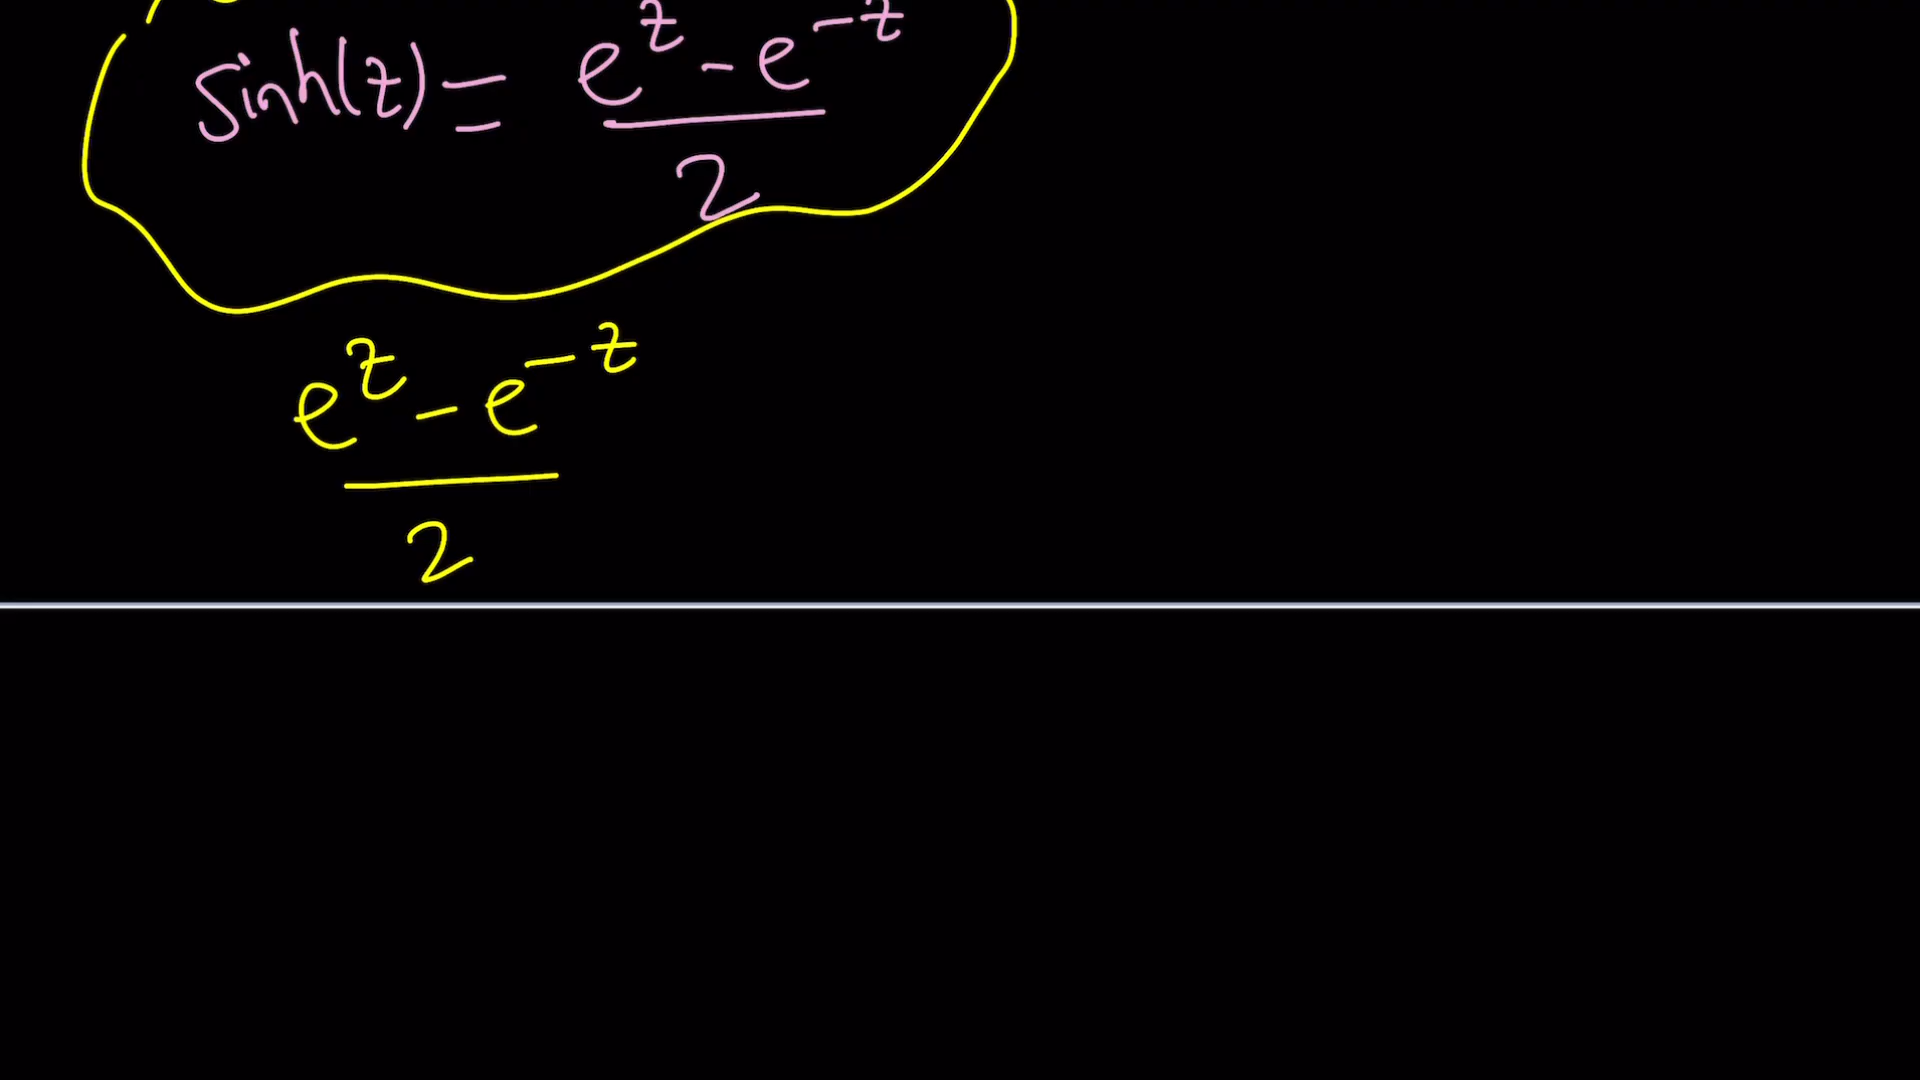 sinh(z) = (e^z - e^-z)/2
(e^z - e^-z)/2